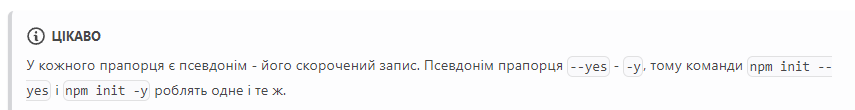 ЦІКАВО
У кожного прапорця є псевдонім - його скорочений запис. Псевдонім прапорця --yes - -y, тому команди npm init --
yes і npm init -y роблять одне і те ж.